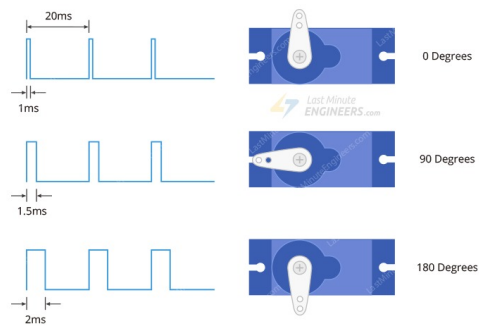 20ms
1ms
0 Degrees
Last Minute
ENGINEERS.com
1.5ms
90 Degrees
2ms
180 Degrees